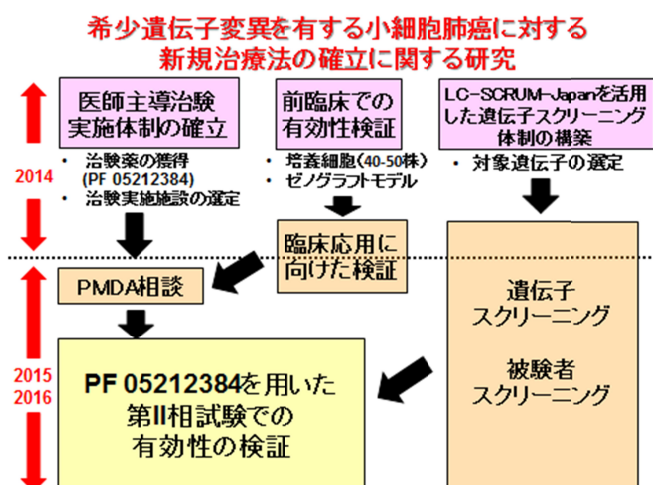 希少遺伝子変異を有する小細胞肺癌に対する
新規治療法の確立に関する研究
2014
医師主導治験
実施体制の確立
・ 治験薬の獲得
(PF 05212384)
・ 治験実施施設の選定
前臨床での
有効性検証
・ 培養細胞(40-50株)
・ ゼノグラフトモデル
LC-SCRUM-Japanを活用
した遺伝子スクリーニング
体制の構築
・ 対象遺伝子の選定
臨床応用に
向けた検証
2015
2016
PMDA相談
遺伝子
スクリーニング
被験者
スクリーニング
PF 05212384を用いた
第II相試験での
有効性の検証